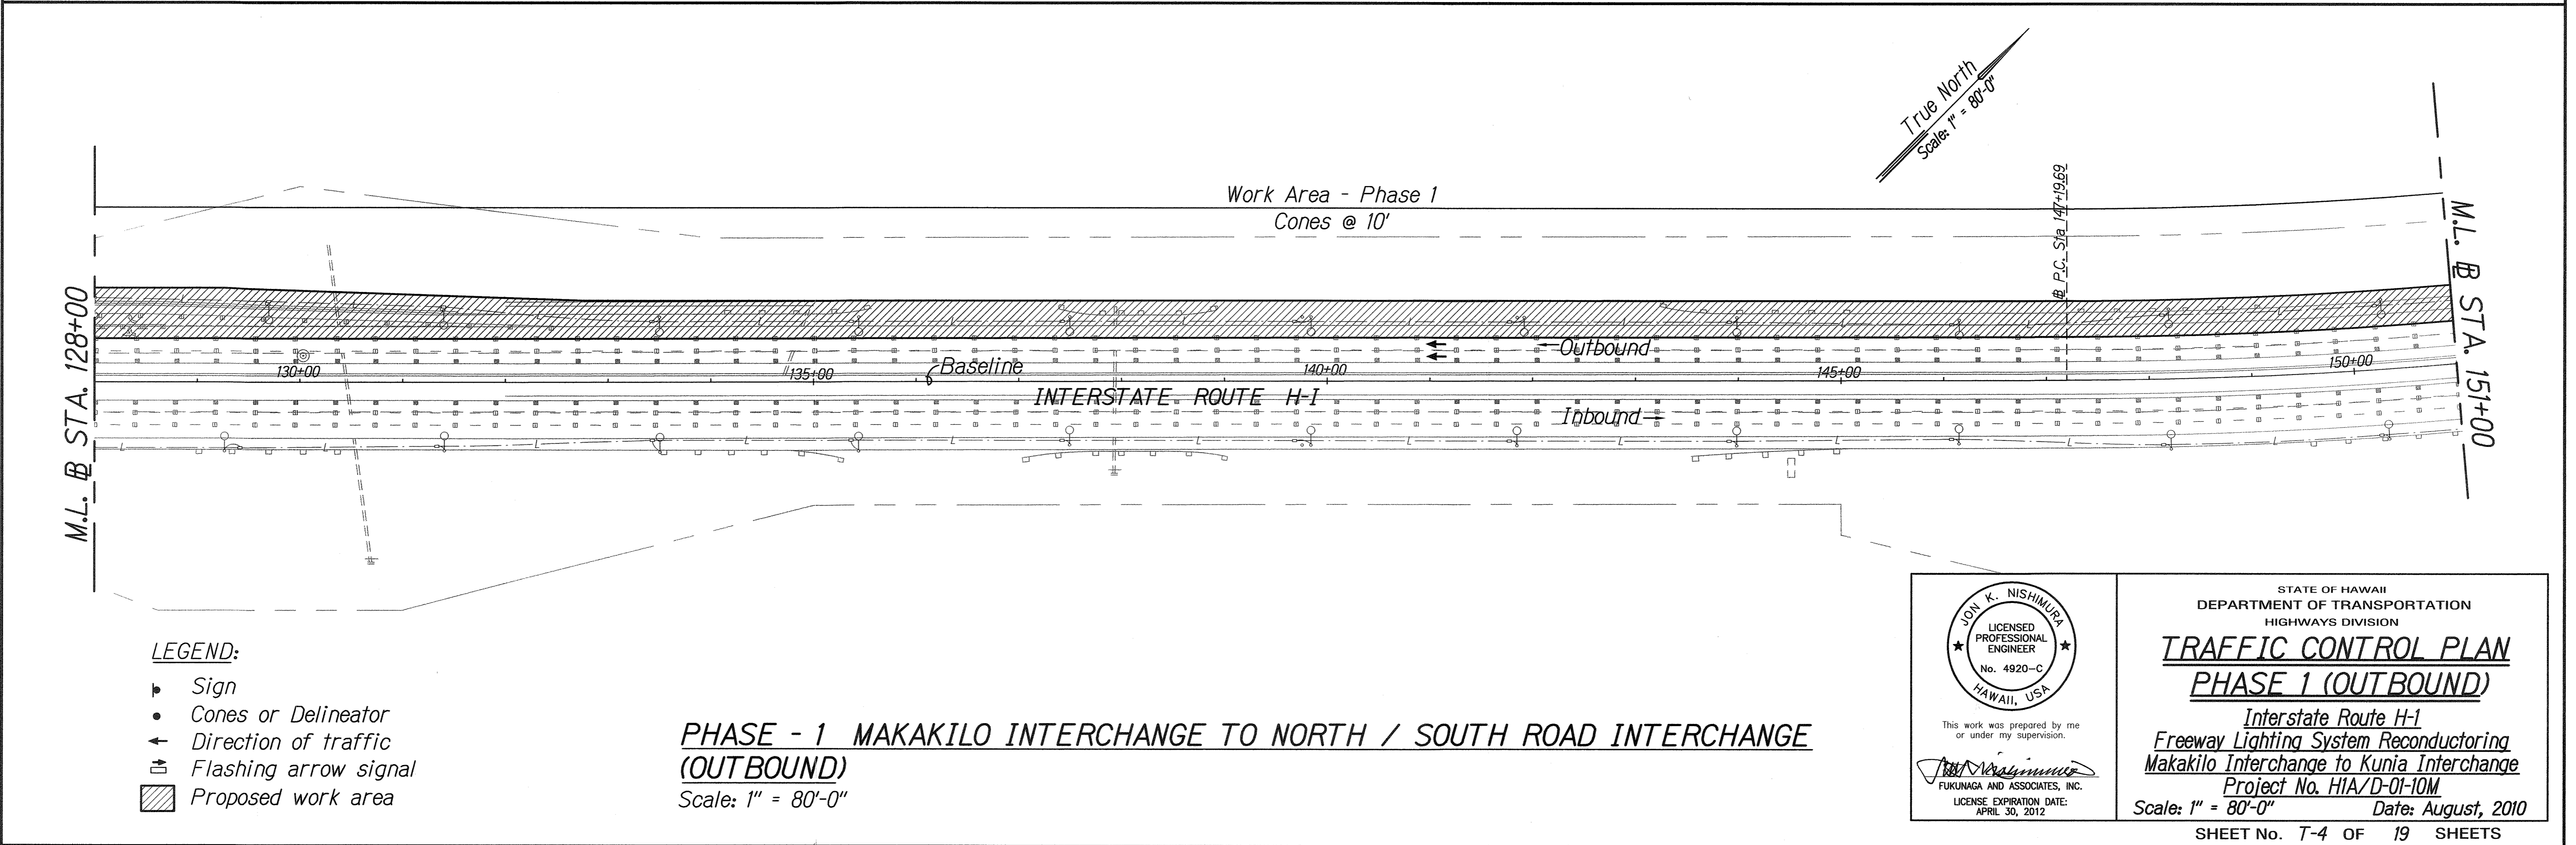 True North
Scale: 1" = 80'-0"
Work Area - Phase 1
Cones @ 10'
B P.C. Sta 147+19.69
M.L. B STA. 128+00
M.L. B STA. 151+00
Outbound
130+00
135+00
Baseline
140+00
145+00
150+00
INTERSTATE ROUTE H-1
Inbound
L
LEGEND:
Sign
Cones or Delineator
Direction of traffic
Flashing arrow signal
Proposed work area
PHASE - 1 MAKAKILO INTERCHANGE TO NORTH / SOUTH ROAD INTERCHANGE
(OUTBOUND)
Scale: 1" = 80'-0"
JON K. NISHIMURA
LICENSED
PROFESSIONAL
ENGINEER
No. 4920-C
HAWAII, USA
This work was prepared by me
or under my supervision.
FUKUNAGA AND ASSOCIATES, INC.
LICENSE EXPIRATION DATE:
APRIL 30, 2012
STATE OF HAWAII
DEPARTMENT OF TRANSPORTATION
HIGHWAYS DIVISION
TRAFFIC CONTROL PLAN
PHASE 1 (OUTBOUND)
Interstate Route H-1
Freeway Lighting System Reconductoring
Makakilo Interchange to Kunia Interchange
Project No. H1A/D-01-10M
Scale: 1" = 80'-0" Date: August, 2010
SHEET No. T-4 OF 19 SHEETS